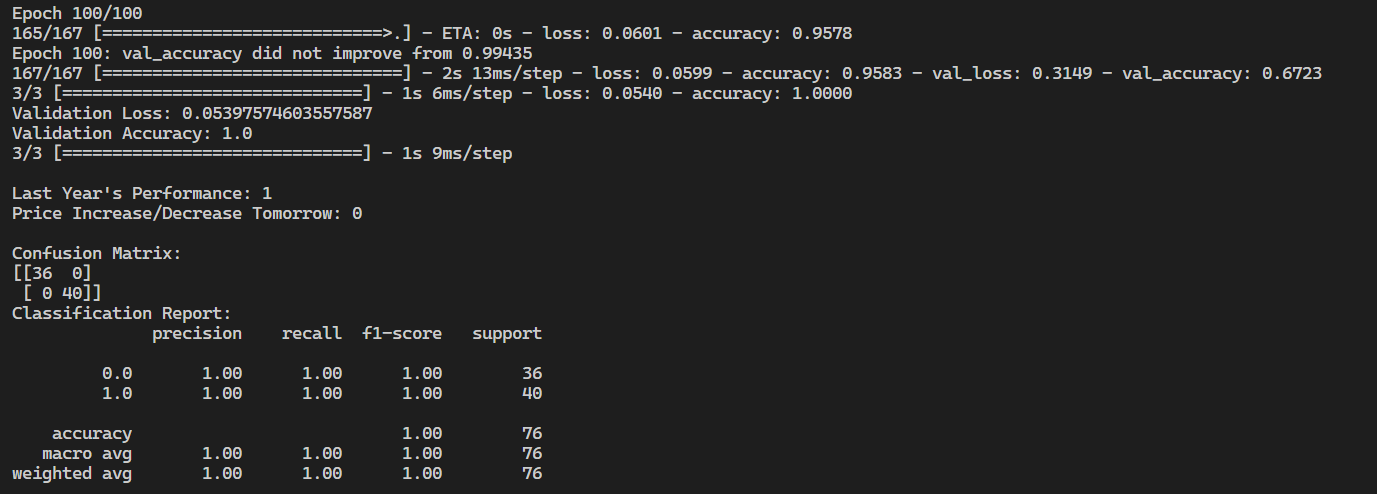 Epoch 100/100
165/167 [============================>.] - ETA: 0s - loss: 0.0601 - accuracy: 0.9578
Epoch 100: val_accuracy did not improve from 0.99435
167/167 [==============================] - 2s 13ms/step - loss: 0.0599 - accuracy: 0.9583 - val_loss: 0.3149 - val_accuracy: 0.6723
3/3 [==============================] - 1s 6ms/step - loss: 0.0540 - accuracy: 1.0000
Validation Loss: 0.05397574603557587
Validation Accuracy: 1.0
3/3 [==============================] - 1s 9ms/step
Last Year's Performance: 1
Price Increase/Decrease Tomorrow: 0
Confusion Matrix:
[[36  0]
 [ 0 40]]
Classification Report:
              precision    recall  f1-score   support
         0.0       1.00      1.00      1.00        36
         1.0       1.00      1.00      1.00        40
    accuracy                           1.00        76
   macro avg       1.00      1.00      1.00        76
weighted avg       1.00      1.00      1.00        76